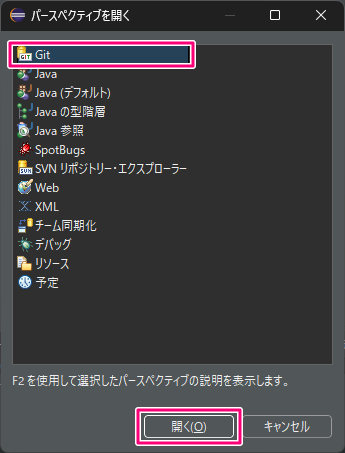 パースペクティブを開く
Git
Java
Java (デフォルト)
Java の型階層
Java 参照
SpotBugs
SVN リポジトリー・エクスプローラー
Web
XML
チーム同期化
デバッグ
リソース
予定
F2 を使用して選択したパースペクティブの説明を表示します。
開く(O) キャンセル